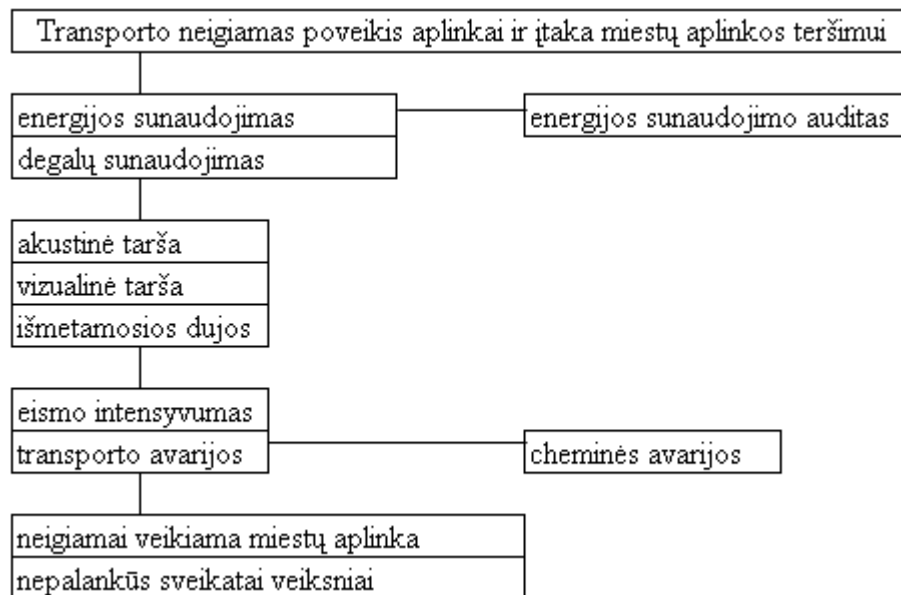 Transporto neigiamas poveikis aplinkai ir įtaka miestų aplinkos teršimui
energijos sunaudojimas
energijos sunaudojimo auditas
degalų sunaudojimas
akustinė tarša
vizualinė tarša
išmetamosios dujos
eismo intensyvumas
transporto avarijos
cheminės avarijos
neigiamai veikiama miestų aplinka
nepalankūs sveikatai veiksniai